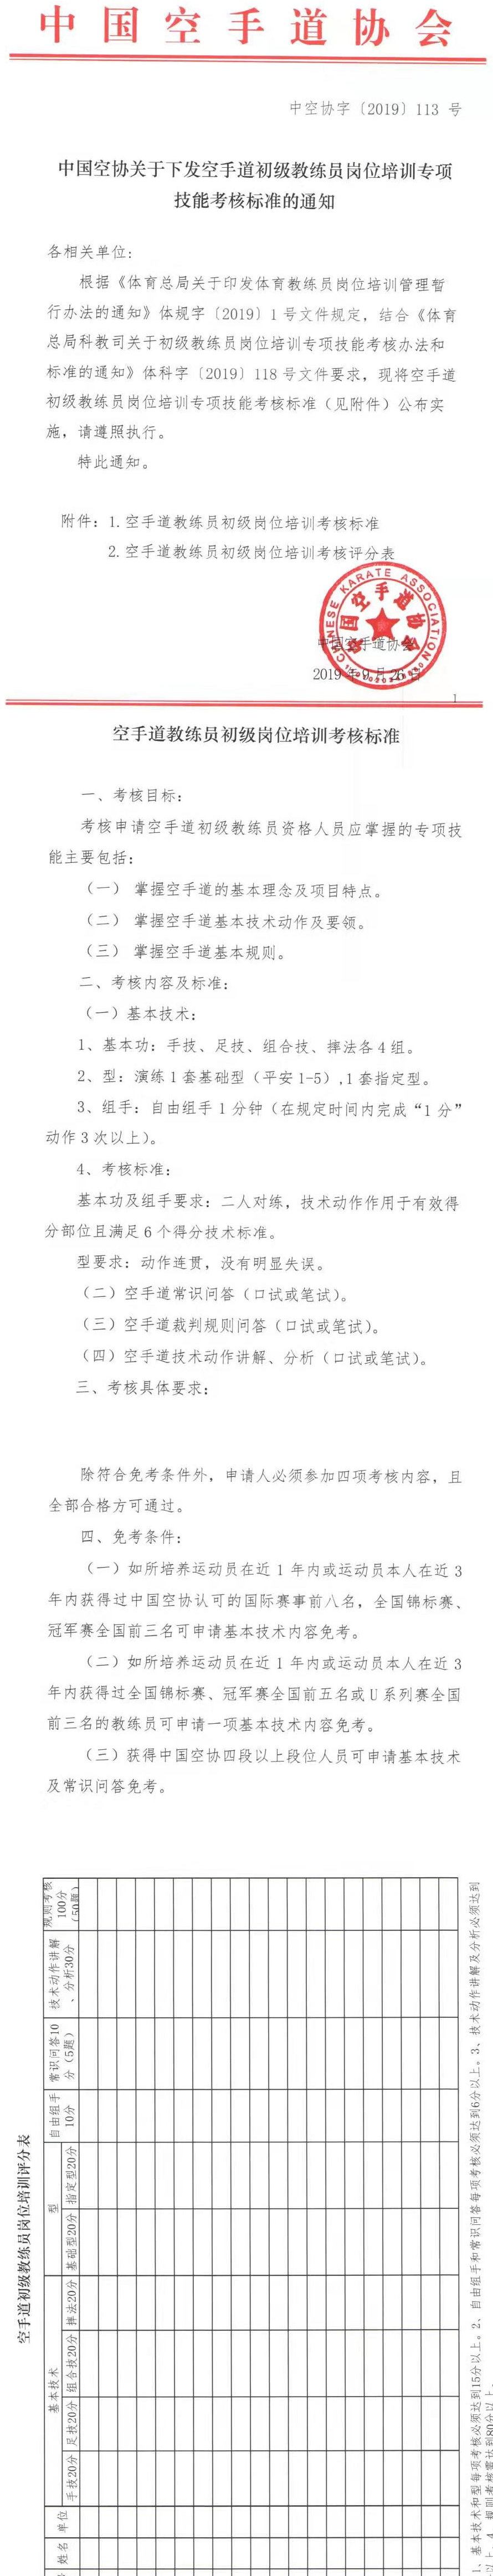 中国空手道协会
中空协字〔2019〕113 号
中国空协关于下发空手道初级教练员岗位培训专项
技能考核标准的通知
各相关单位:
根据《体育总局关于印发体育教练员岗位培训管理暂
行办法的通知》体规字〔2019〕1 号文件规定，结合《体育
总局科教司关于初级教练员岗位培训专项技能考核办法和
标准的通知》体科字〔2019〕118 号文件要求，现将空手道
初级教练员岗位培训专项技能考核标准（见附件）公布实
施，请遵照执行。
特此通知。
附件：1.空手道教练员初级岗位培训考核标准
2.空手道教练员初级岗位培训考核评分表
CHINESE KARATE ASSOCIATION
中国空手道协会
中国空手道协会
2019年9月26日
1
空手道教练员初级岗位培训考核标准
一、考核目标：
考核申请空手道初级教练员资格人员应掌握的专项技
能主要包括：
（一） 掌握空手道的基本理念及项目特点。
（二） 掌握空手道基本技术动作及要领。
（三） 掌握空手道基本规则。
二、考核内容及标准：
（一）基本技术：
1、基本功：手技、足技、组合技、摔法各 4 组。
2、型：演练 1 套基础型（平安 1-5）,1 套指定型。
3、组手：自由组手 1 分钟（在规定时间内完成“1 分”
动作 3 次以上）。
4、考核标准：
基本功及组手要求：二人对练，技术动作作用于有效得
分部位且满足 6 个得分技术标准。
型要求：动作连贯，没有明显失误。
（二）空手道常识问答（口试或笔试）。
（三）空手道裁判规则问答（口试或笔试）。
（四）空手道技术动作讲解、分析（口试或笔试）。
三、考核具体要求：
除符合免考条件外，申请人必须参加四项考核内容，且
全部合格方可通过。
四、免考条件：
（一）如所培养运动员在近 1 年内或运动员本人在近 3
年内获得过中国空协认可的国际赛事前八名，全国锦标赛、
冠军赛全国前三名可申请基本技术内容免考。
（二）如所培养运动员在近 1 年内或运动员本人在近 3
年内获得过全国锦标赛、冠军赛全国前五名或 U 系列赛全国
前三名的教练员可申请一项基本技术内容免考。
（三）获得中国空协四段以上段位人员可申请基本技术
及常识问答免考。
空手道初级教练员岗位培训评分表
姓名
单位
基本技术
手技20分
足技20分
组合技20分
摔法20分
型
基础型20分
指定型20分
自由组手
10分
常识问答10
分（5题）
技术动作讲解
、分析30分
规则考核
100分
（50题）
1、基本技术和型每项考核必须达到15分以上。2、自由组手和常识问答每项考核必须达到6分以上。3、技术动作讲解及分析必须达到
以上。4、规则考核需达到80分以上。